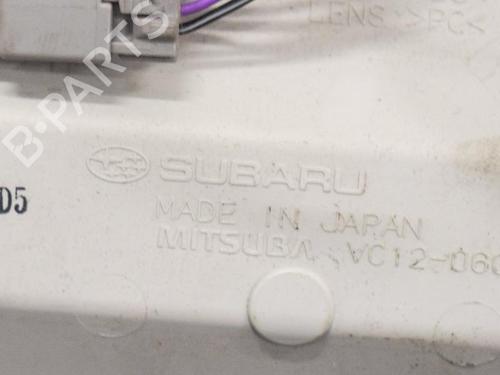 LENS >PC<
B-PARTS
SUBARU
D5
MADE IN JAPAN
MITSUBA VC12-060